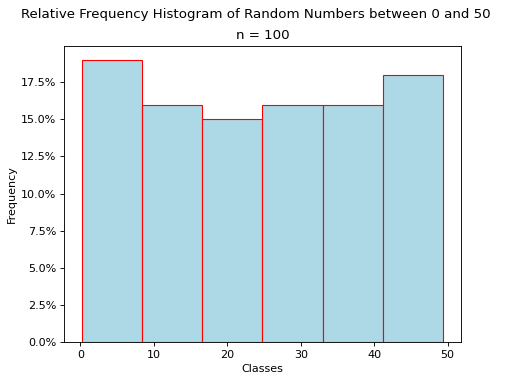 Relative Frequency Histogram of Random Numbers between 0 and 50
n = 100
17.5%
15.0%
12.5%
10.0%
7.5%
5.0%
2.5%
0.0%
Frequency
0 10 20 30 40 50
Classes